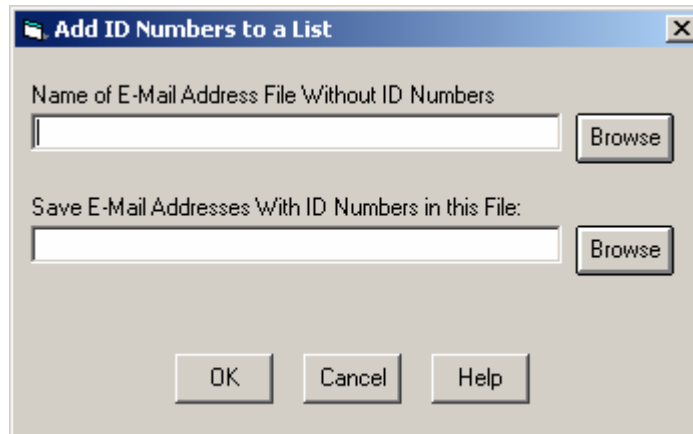 Add ID Numbers to a List
Name of E-Mail Address File Without ID Numbers
Browse
Save E-Mail Addresses With ID Numbers in this File:
Browse
OK Cancel Help